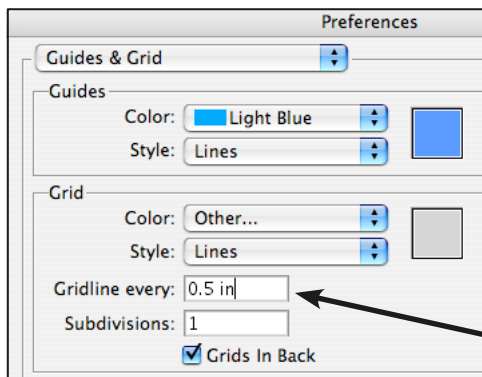 Preferences
Guides & Grid
Guides
Color: Light Blue
Style: Lines
Grid
Color: Other...
Style: Lines
Gridline every: 0.5 in
Subdivisions: 1
Grids In Back